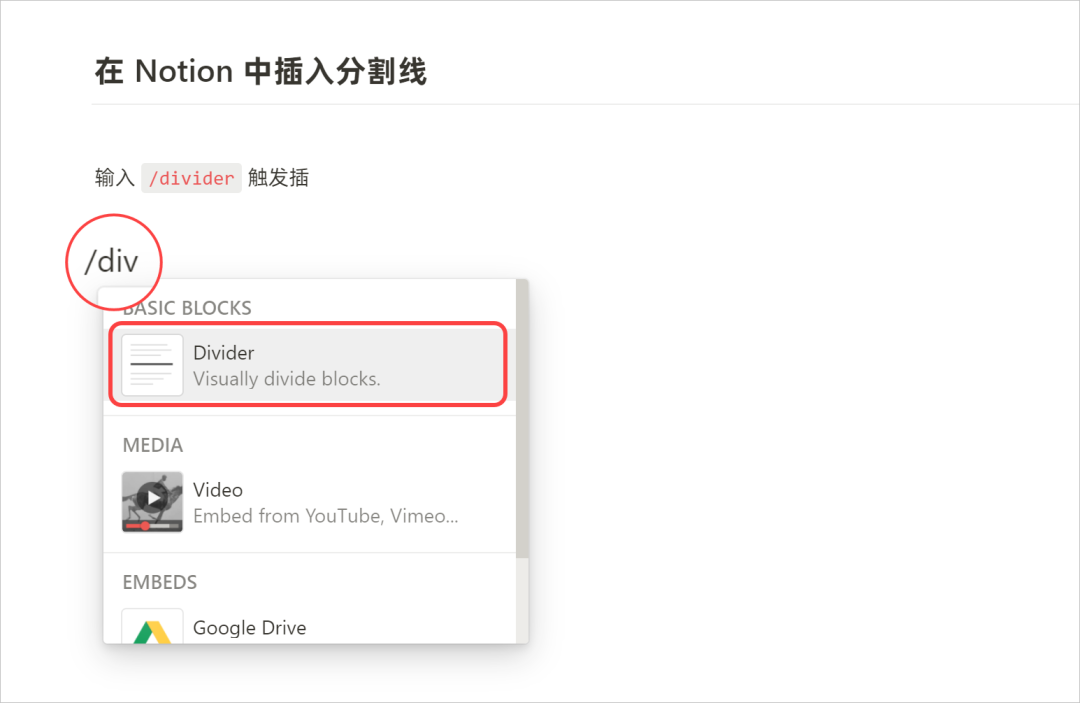 在 Notion 中插入分割线
输入 /divider 触发插
/div
BASIC BLOCKS
Divider
Visually divide blocks.
MEDIA
Video
Embed from YouTube, Vimeo...
EMBEDS
Google Drive